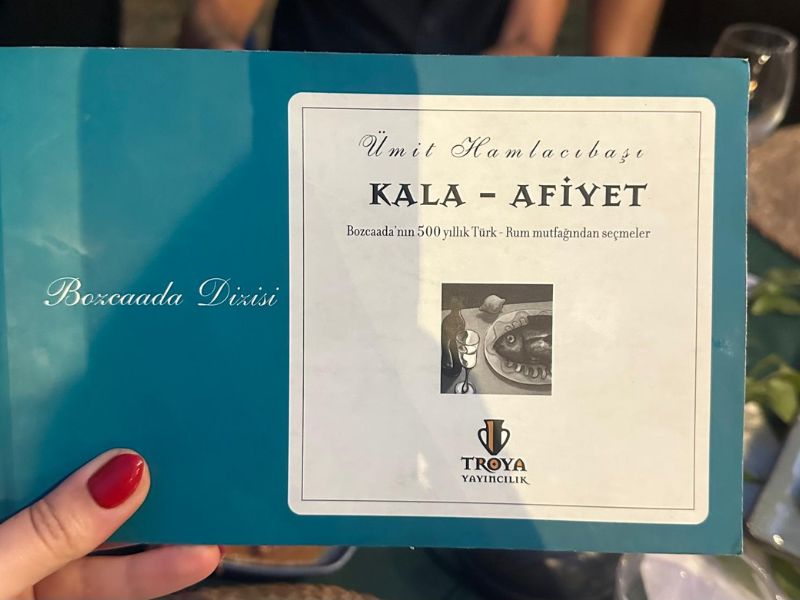 Bozcaada Dizisi
Ümit Hamlacıbaşı
KALA - AFİYET
Bozcaada'nın 500 yıllık Türk - Rum mutfağından seçmeler
TROYA
YAYINCILIK